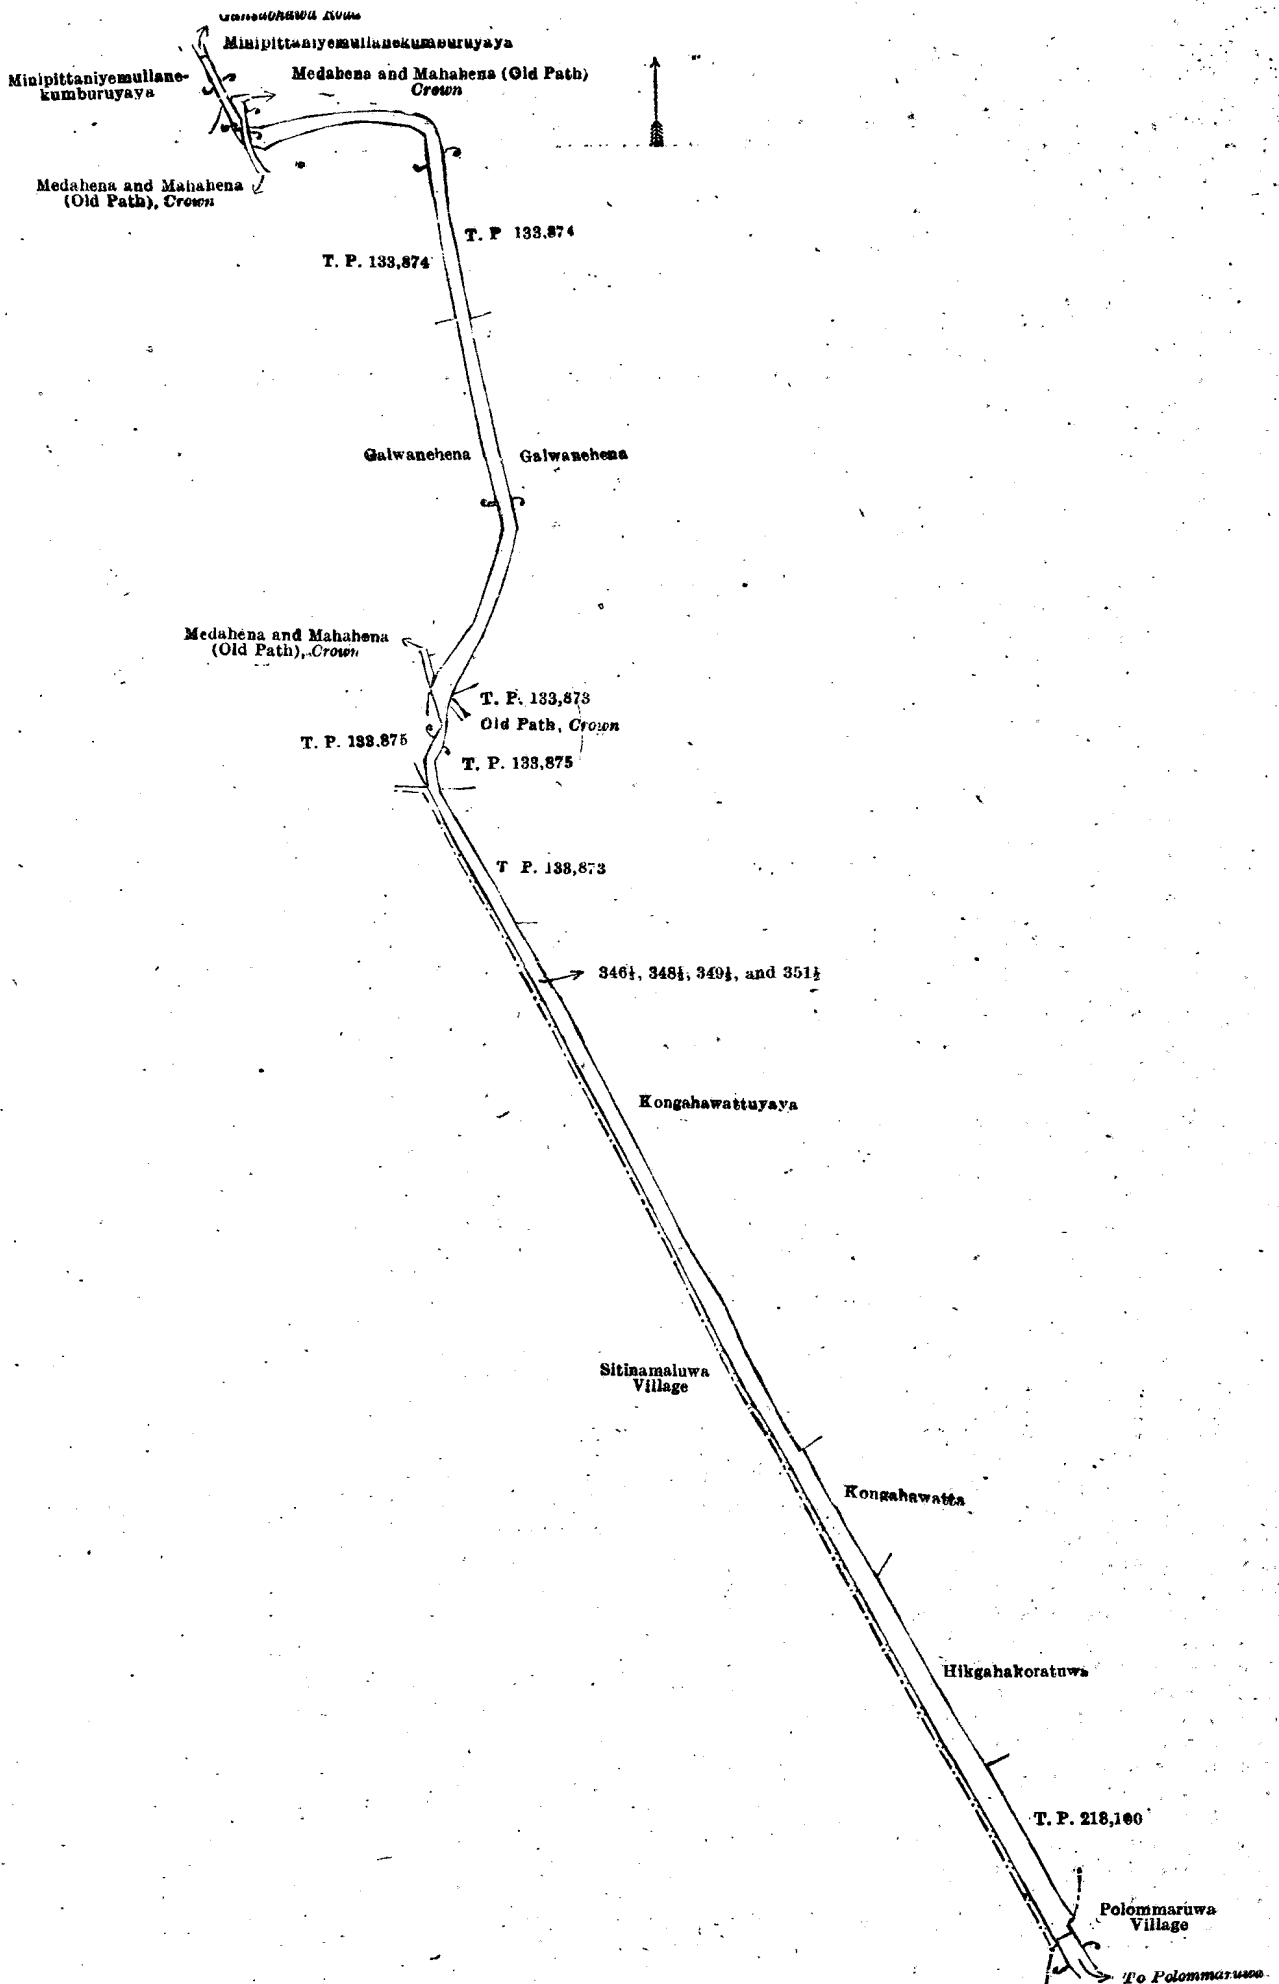 Gansabhawa Road
Minipittaniyemullanekumburuyaya
Minipittaniyemullane-
kumburuyaya
Medahena and Mahahena (Old Path)
Crown
Medahena and Mahahena
(Old Path), Crown
T. P 133,874
T. P. 133,874
Galwanehena
Galwanehena
Medahena and Mahahena
(Old Path), Crown
T. P. 133,873
Old Path, Crown
T. P. 133,875
T. P. 133,875
T P. 133,873
346½, 348½, 349½, and 351½
Kongahawattuyaya
Sitinamaluwa
Village
Kongahawatta
Hikgahakoratuwa
T. P. 218,100
Polommaruwa
Village
To Polommaruwa